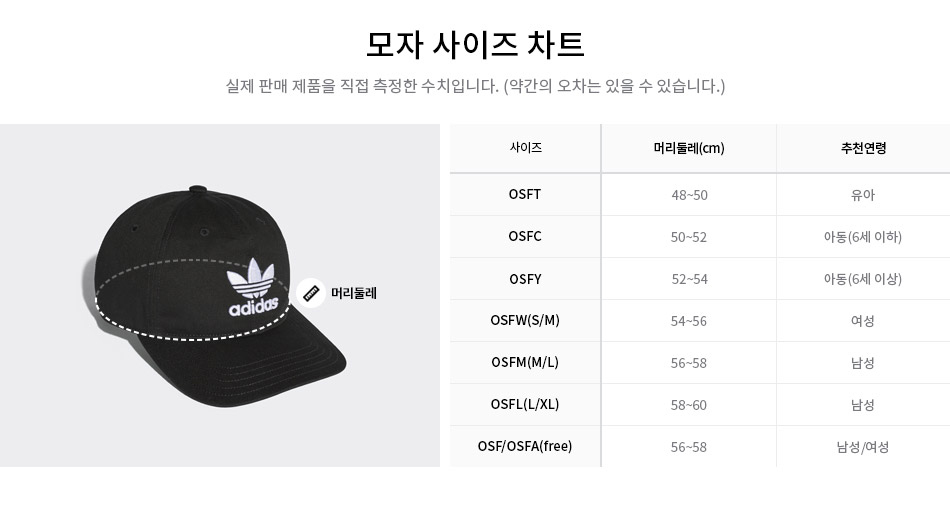 모자 사이즈 차트
실제 판매 제품을 직접 측정한 수치입니다. (약간의 오차는 있을 수 있습니다.)
adidas
머리둘레
사이즈 머리둘레(cm) 추천연령
OSFT 48~50 유아
OSFC 50~52 아동(6세 이하)
OSFY 52~54 아동(6세 이상)
OSFW(S/M) 54~56 여성
OSFM(M/L) 56~58 남성
OSFL(L/XL) 58~60 남성
OSF/OSFA(free) 56~58 남성/여성